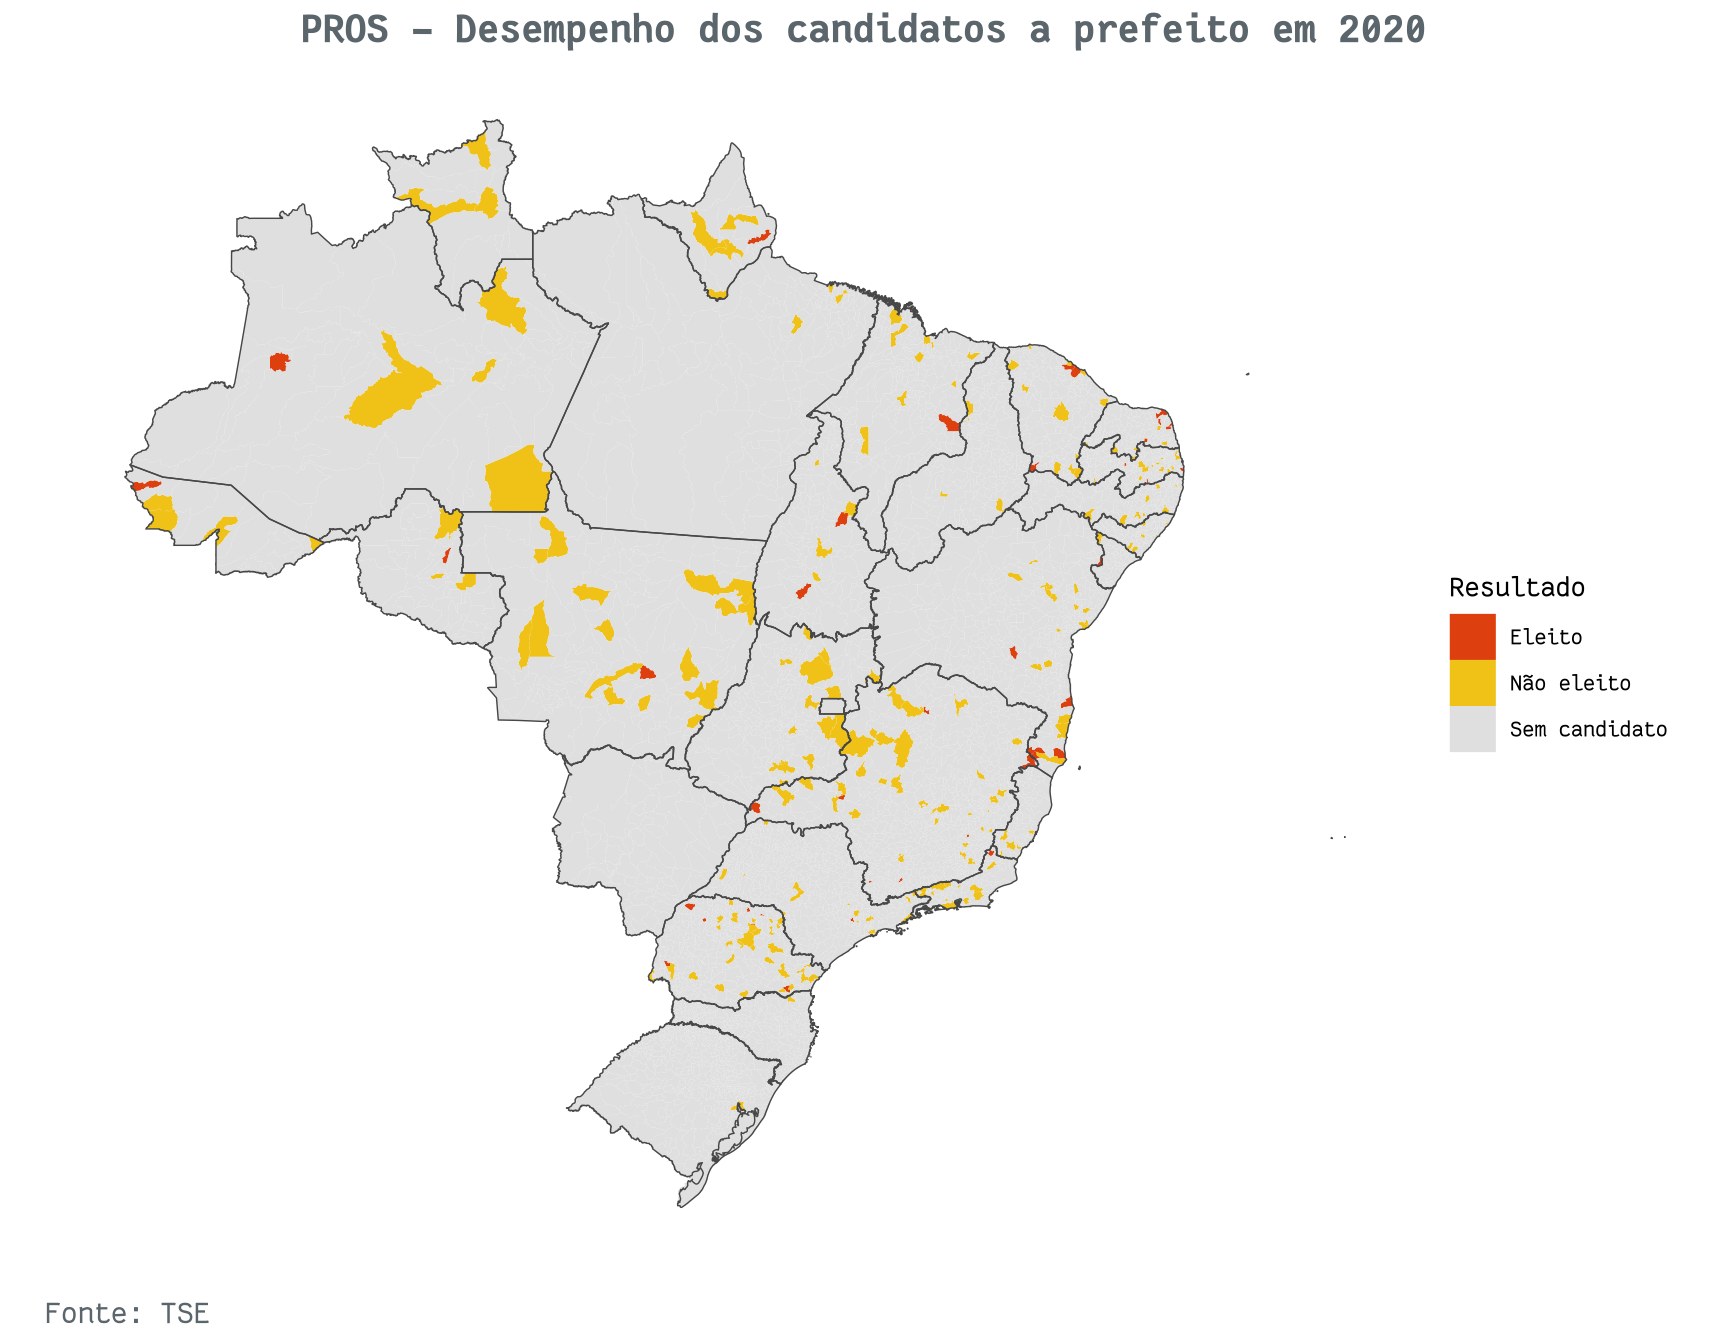 PROS – Desempenho dos candidatos a prefeito em 2020
Resultado
Eleito
Não eleito
Sem candidato
Fonte: TSE